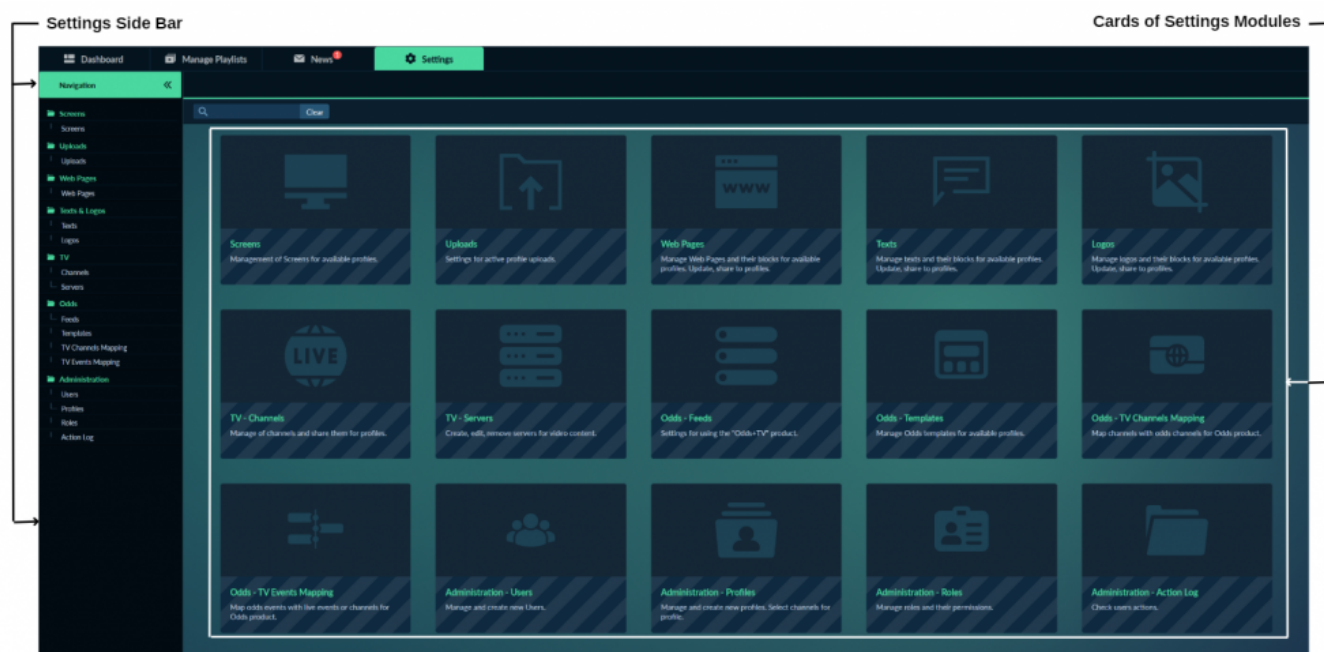 Settings Side Bar
Cards of Settings Modules
Dashboard
Manage Playlists
News
Settings
Navigation
Clear
Screens
Screens
Uploads
Uploads
Web Pages
Web Pages
Texts & Logos
Texts
Logos
TV
Channels
Servers
Odds
Feeds
Templates
TV Channels Mapping
TV Events Mapping
Administration
Users
Profiles
Roles
Action Log
Screens
Management of Screens for available profiles.
Uploads
Settings for active profile uploads.
WWW
Web Pages
Manage Web Pages and their blocks for available
profiles. Update, share to profiles.
Texts
Manage texts and their blocks for available profiles.
Update, share to profiles.
Logos
Manage logos and their blocks for available profiles.
Update, share to profiles.
LIVE
TV - Channels
Manage of channels and share them for profiles.
TV - Servers
Create, edit, remove servers for video content.
Odds - Feeds
Settings for using the "Odds+TV" product.
Odds - Templates
Manage Odds templates for available profiles.
Odds - TV Channels Mapping
Map channels with odds channels for Odds product.
Odds - TV Events Mapping
Map odds events with live events or channels for
Odds product.
Administration - Users
Manage and create new Users.
Administration - Profiles
Manage and create new profiles. Select channels for
profile.
Administration - Roles
Manage roles and their permissions.
Administration - Action Log
Check users actions.